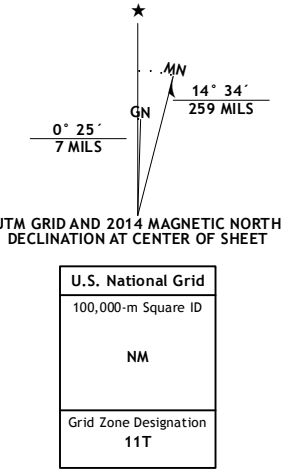 ★
MN
GN
14° 34´
259 MILS
0° 25´
7 MILS
UTM GRID AND 2014 MAGNETIC NORTH
DECLINATION AT CENTER OF SHEET
U.S. National Grid
100,000-m Square ID
NM
Grid Zone Designation
11T